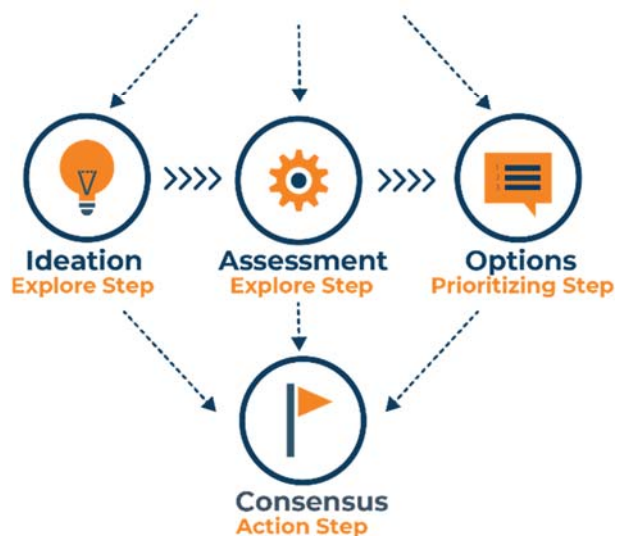 Ideation
Explore Step
Assessment
Explore Step
Options
Prioritizing Step
Consensus
Action Step